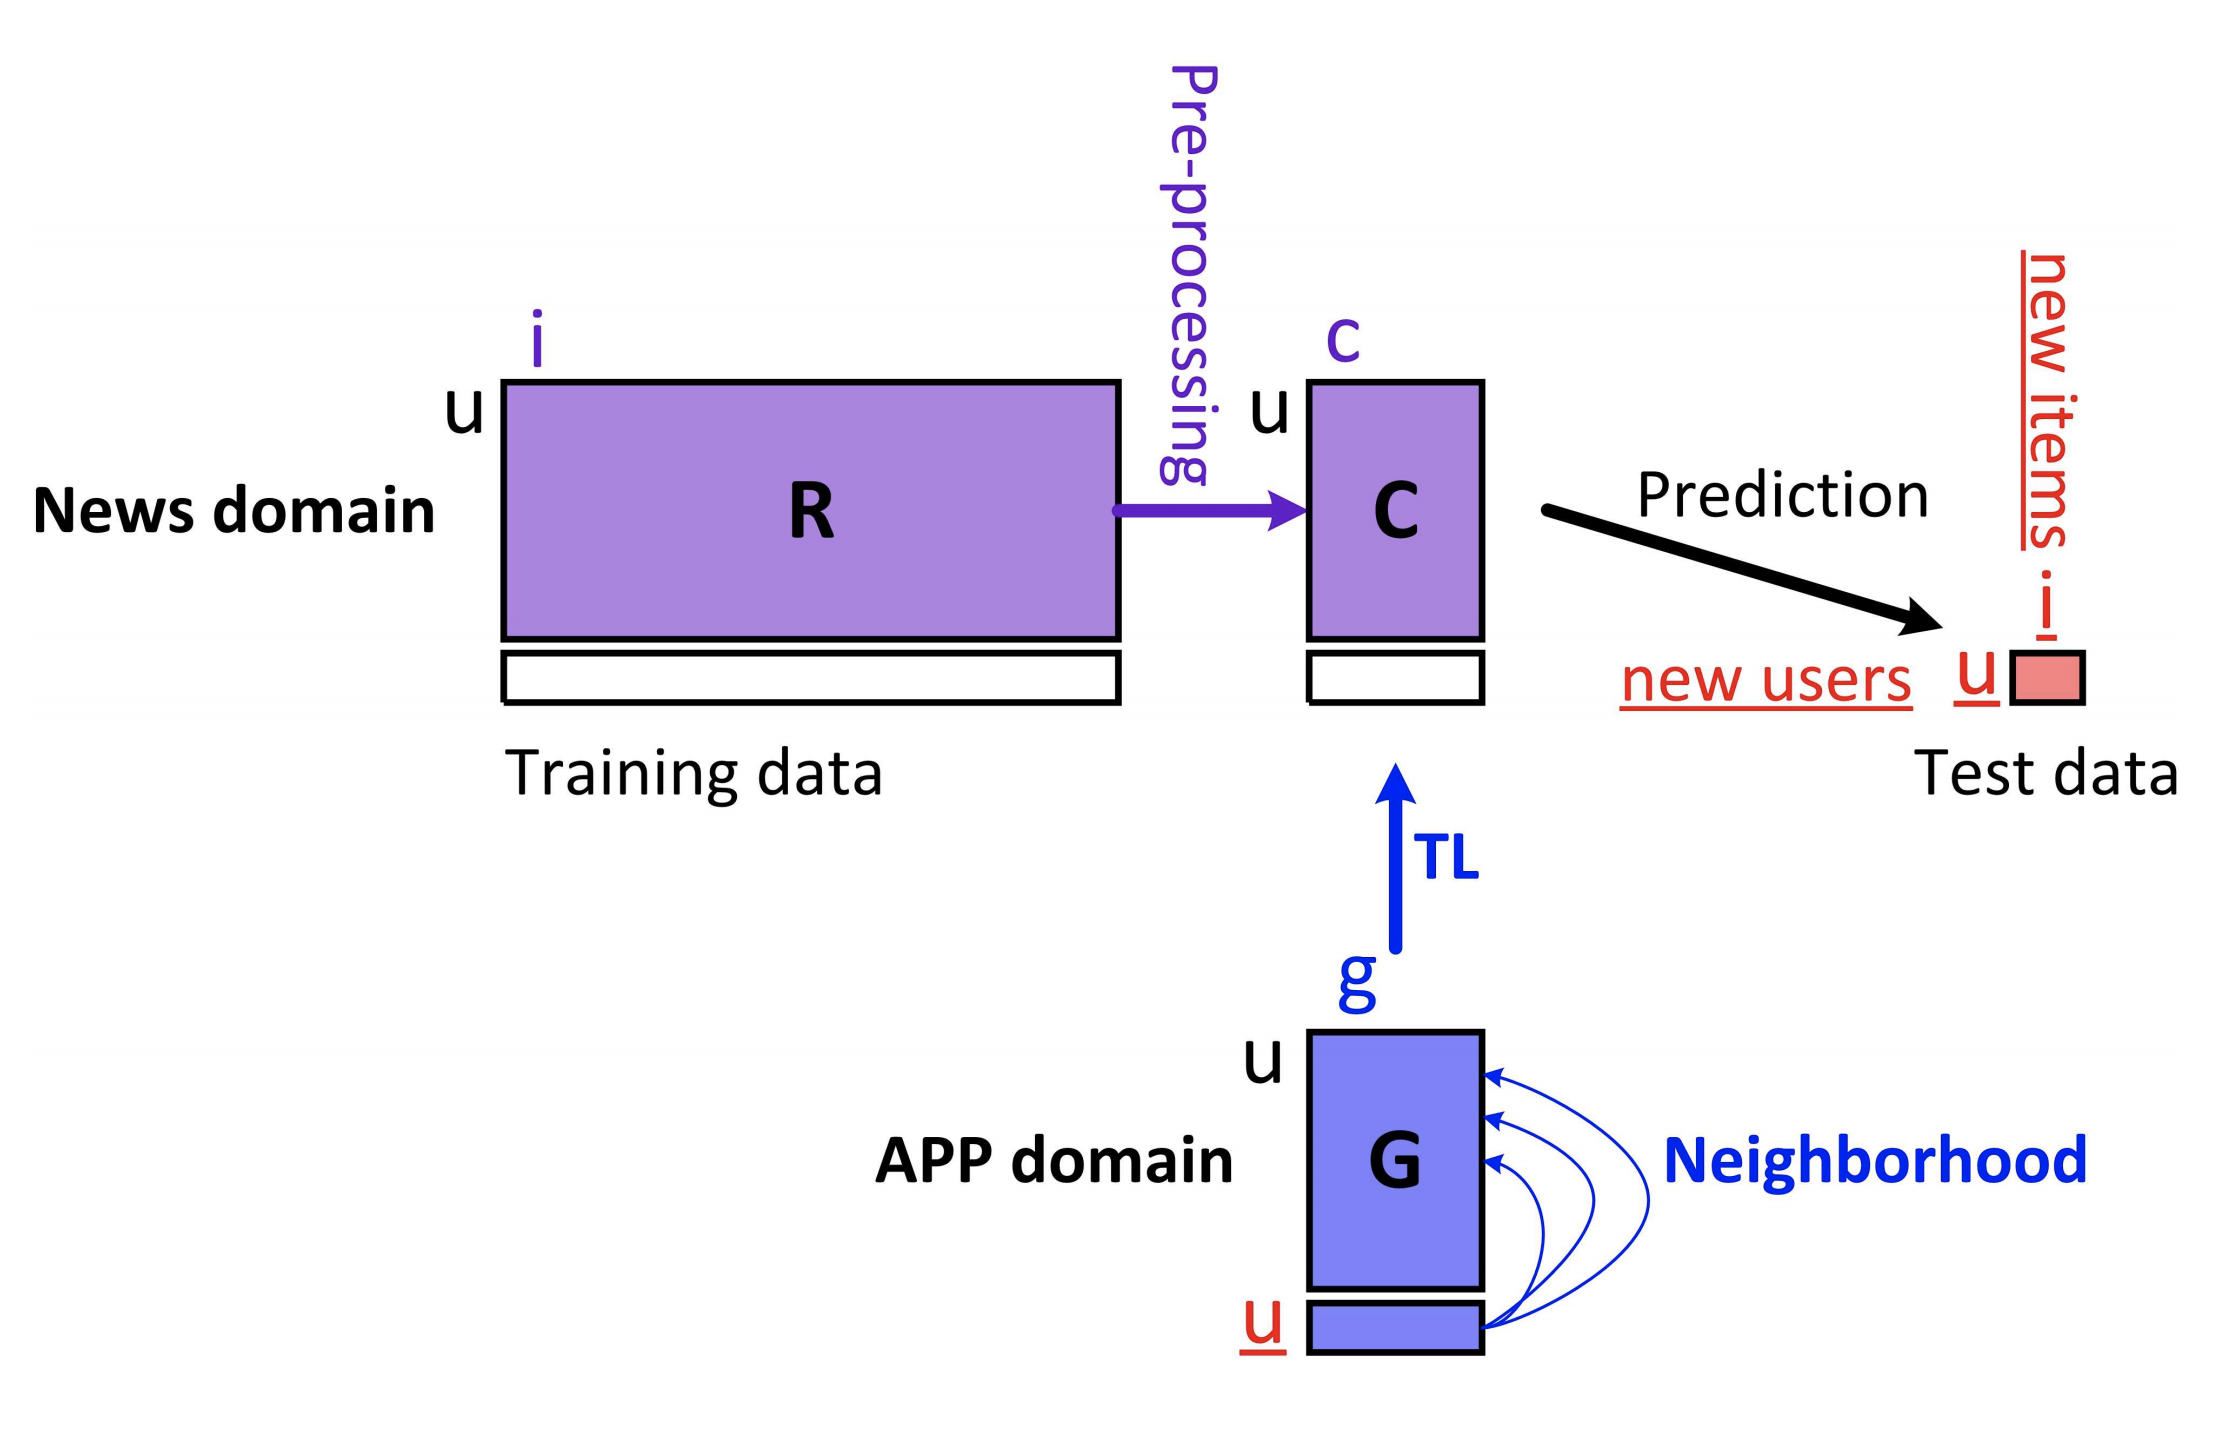 Pre-processing
new items
i
c
u
u
News domain
R
C
Prediction
i
new users
u
Training data
Test data
TL
g
u
APP domain
G
Neighborhood
u